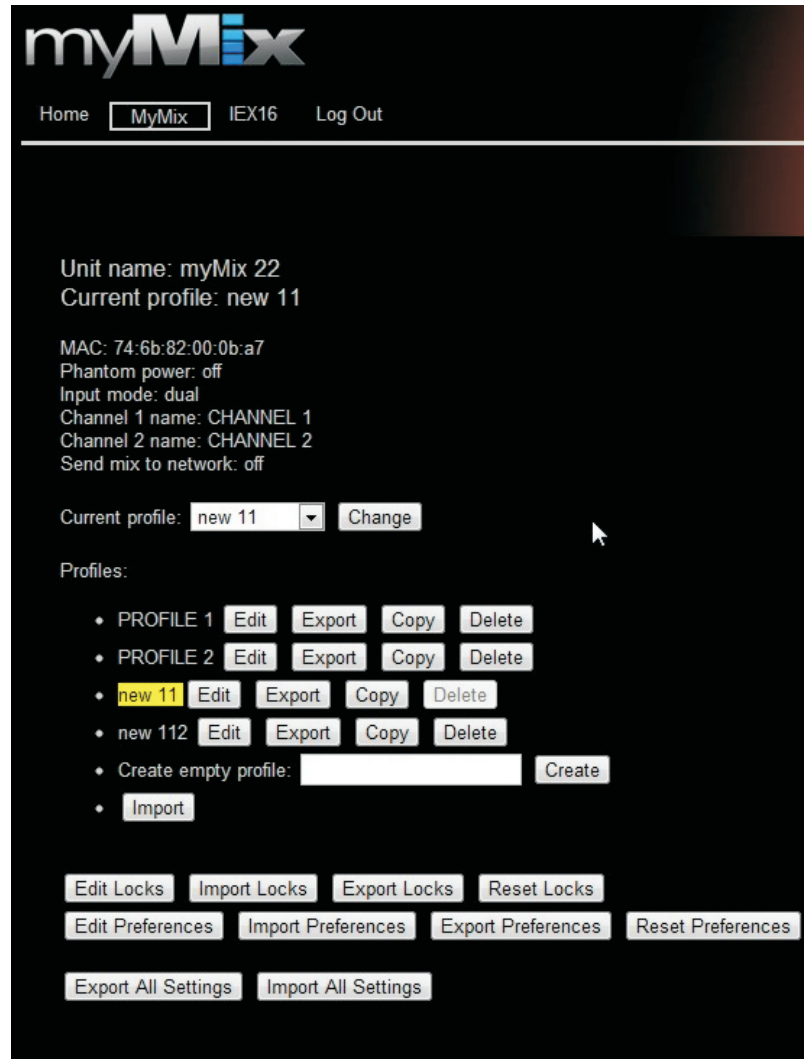 myMix
Home MyMix IEX16 Log Out
Unit name: myMix 22
Current profile: new 11
MAC: 74:6b:82:00:0b:a7
Phantom power: off
Input mode: dual
Channel 1 name: CHANNEL 1
Channel 2 name: CHANNEL 2
Send mix to network: off
Current profile: new 11 Change
Profiles:
PROFILE 1 Edit Export Copy Delete
PROFILE 2 Edit Export Copy Delete
new 11 Edit Export Copy Delete
new 112 Edit Export Copy Delete
Create empty profile: Create
Import
Edit Locks Import Locks Export Locks Reset Locks
Edit Preferences Import Preferences Export Preferences Reset Preferences
Export All Settings Import All Settings